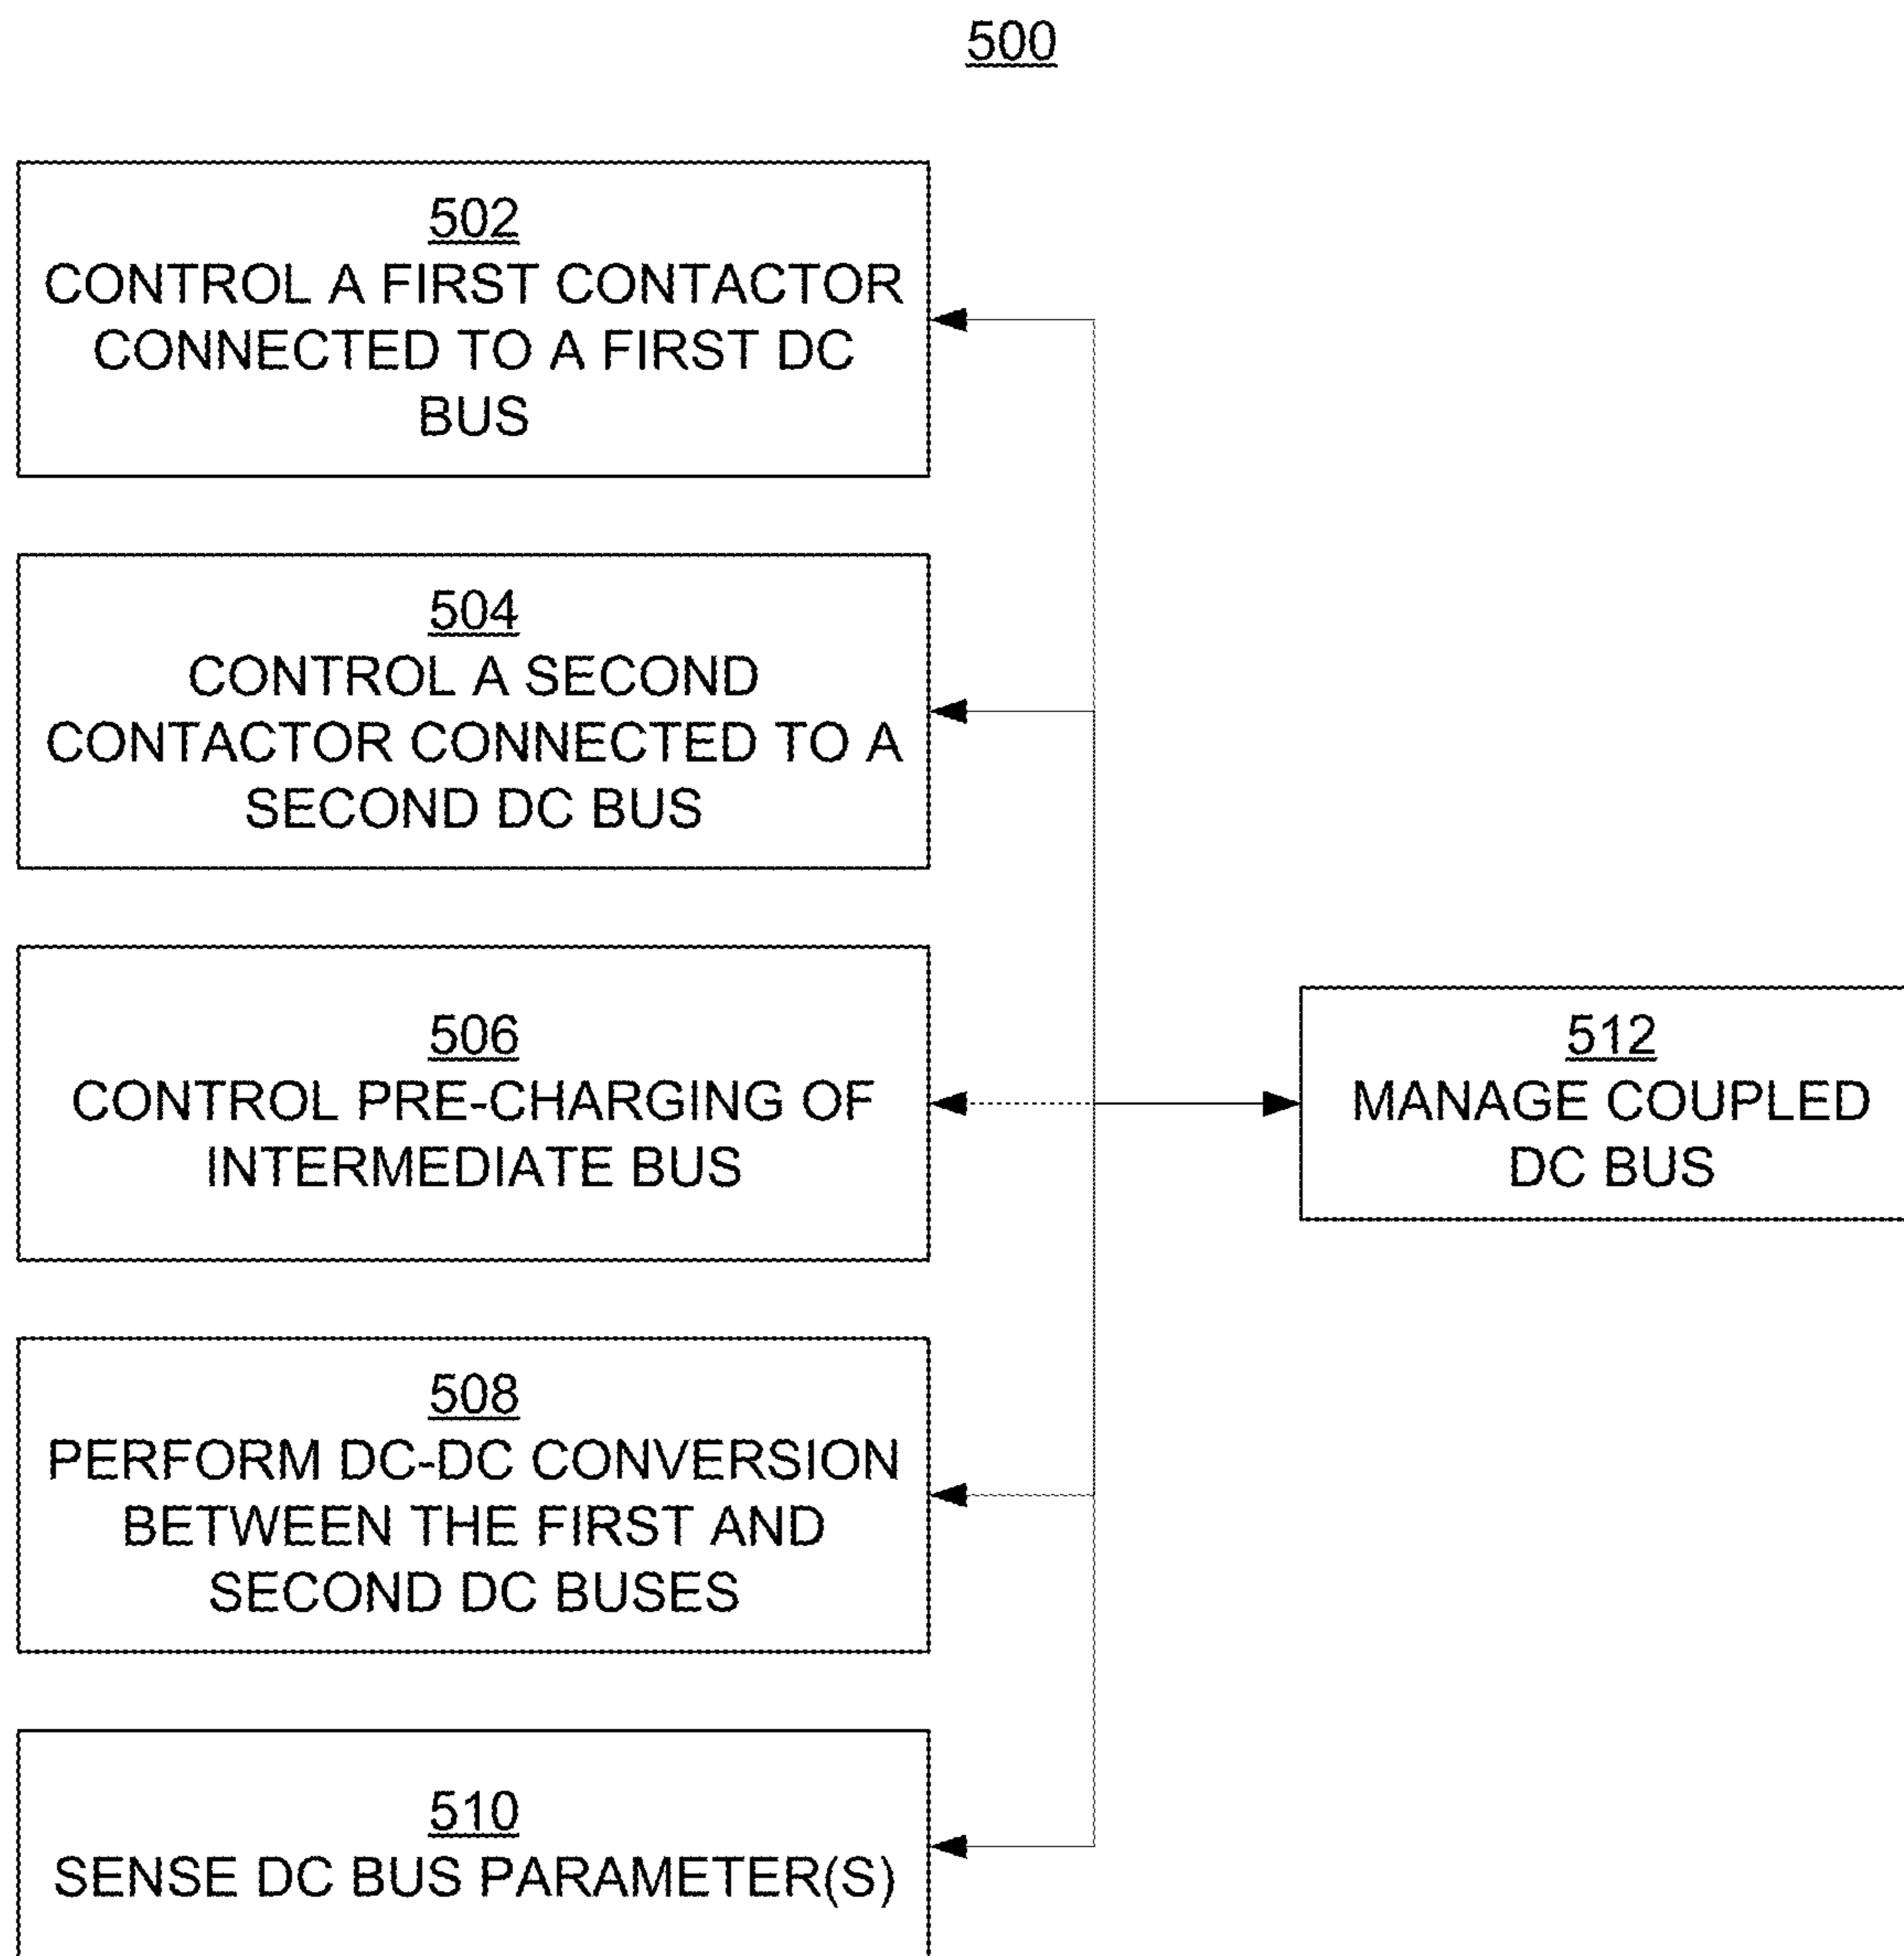 500
502
CONTROL A FIRST CONTACTOR
CONNECTED TO A FIRST DC
BUS
504
CONTROL A SECOND
CONTACTOR CONNECTED TO A
SECOND DC BUS
506
CONTROL PRE-CHARGING OF
INTERMEDIATE BUS
508
PERFORM DC-DC CONVERSION
BETWEEN THE FIRST AND
SECOND DC BUSES
510
SENSE DC BUS PARAMETER(S)
512
MANAGE COUPLED
DC BUS